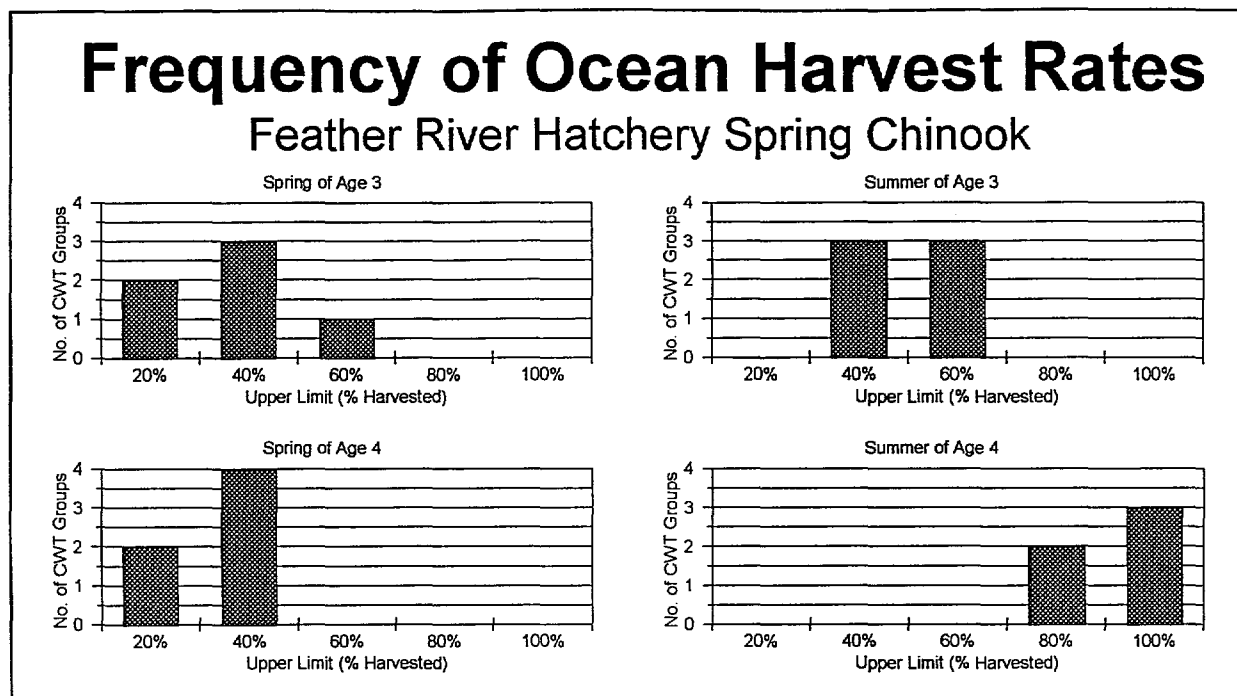 Frequency of Ocean Harvest Rates
Feather River Hatchery Spring Chinook
Spring of Age 3
No. of CWT Groups
4
3
2
1
0
20% 40% 60% 80% 100%
Upper Limit (% Harvested)
Summer of Age 3
No. of CWT Groups
4
3
2
1
0
20% 40% 60% 80% 100%
Upper Limit (% Harvested)
Spring of Age 4
No. of CWT Groups
4
3
2
1
0
20% 40% 60% 80% 100%
Upper Limit (% Harvested)
Summer of Age 4
No. of CWT Groups
4
3
2
1
0
20% 40% 60% 80% 100%
Upper Limit (% Harvested)